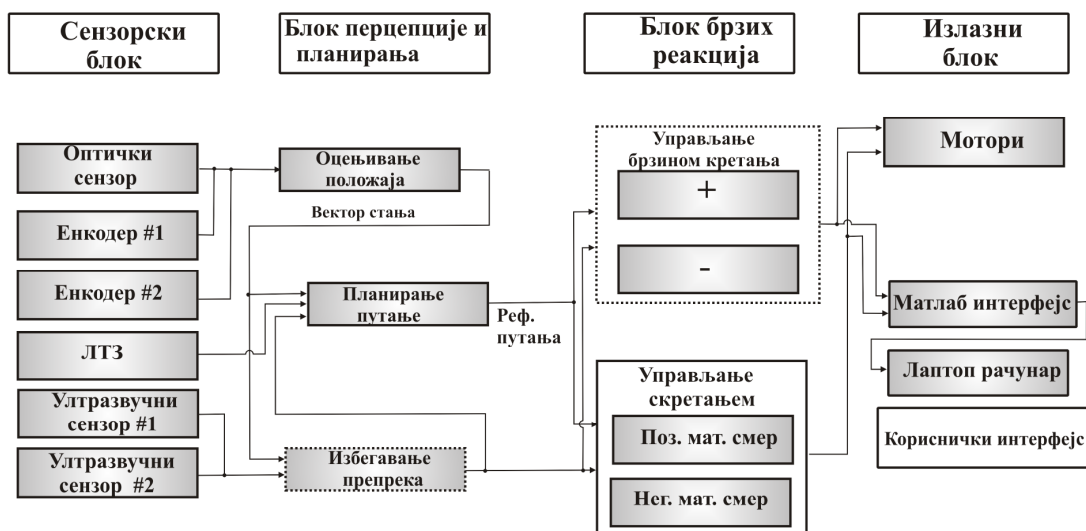 Сензорски
блок
Блок перцепције и
планирања
Блок брзих
реакција
Излазни
блок
Оптички
сензор
Енкодер #1
Енкодер #2
ЛТЗ
Ултразвучни
сензор #1
Ултразвучни
сензор #2
Оцењивање
положаја
Вектор стања
Планирање
путање
Реф.
путања
Избегавање
препрека
Управљање
брзином кретања
+
-
Управљање
скретањем
Поз. мат. смер
Нег. мат. смер
Мотори
Матлаб интерфејс
Лаптоп рачунар
Кориснички интерфејс